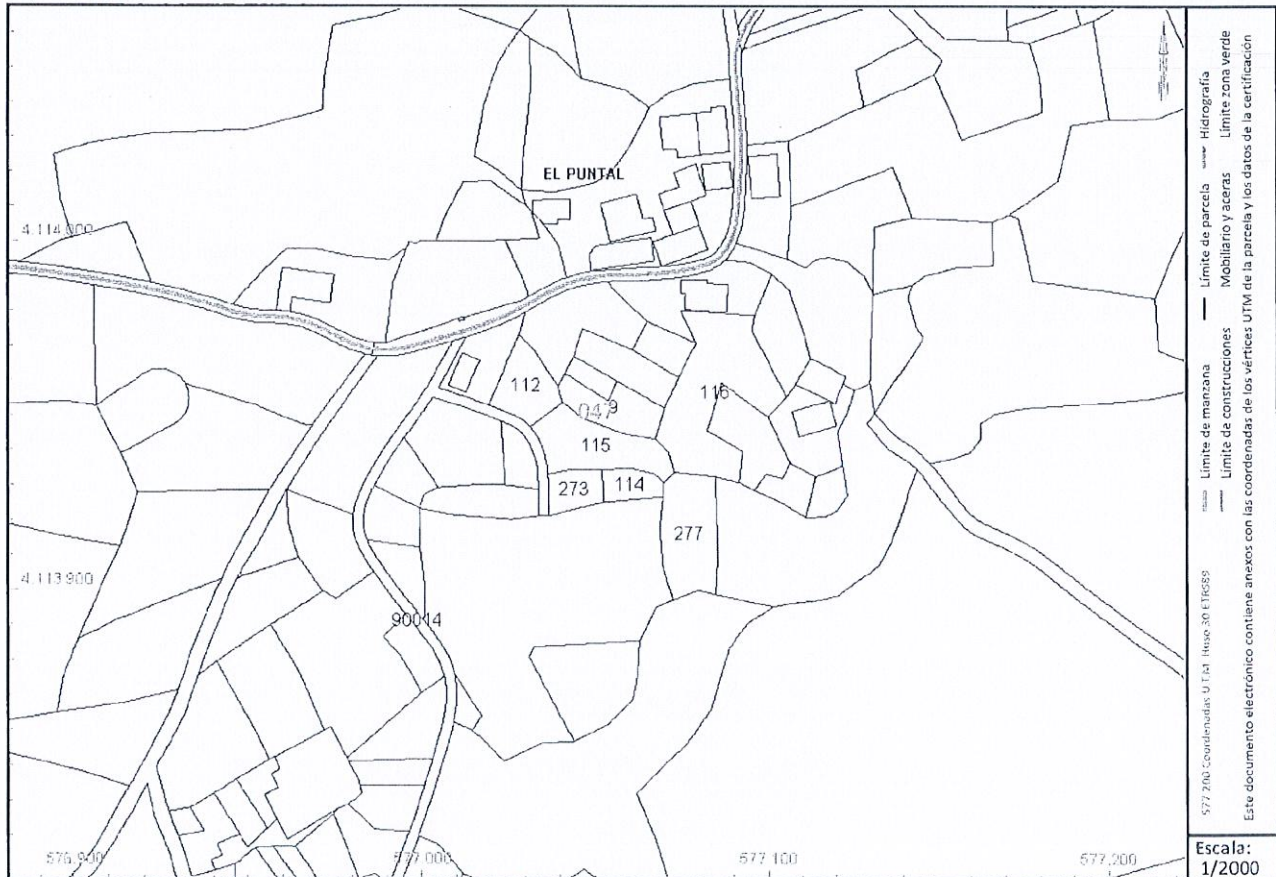 EL PUNTAL
4.114.000
112
116
115
273
114
277
4.113.900
90014
576.900
577.000
577.100
577.200
Límite de manzana
Límite de parcela
Hidrografía
Límite de construcciones
Mobiliario y aceras
Límite zona verde
577.200 Coordenadas U.T.M. Huso 30 ETRS89
Este documento electrónico contiene anexos con las coordenadas de los vértices UTM de la parcela y los datos de la certificación
Escala:
1/2000